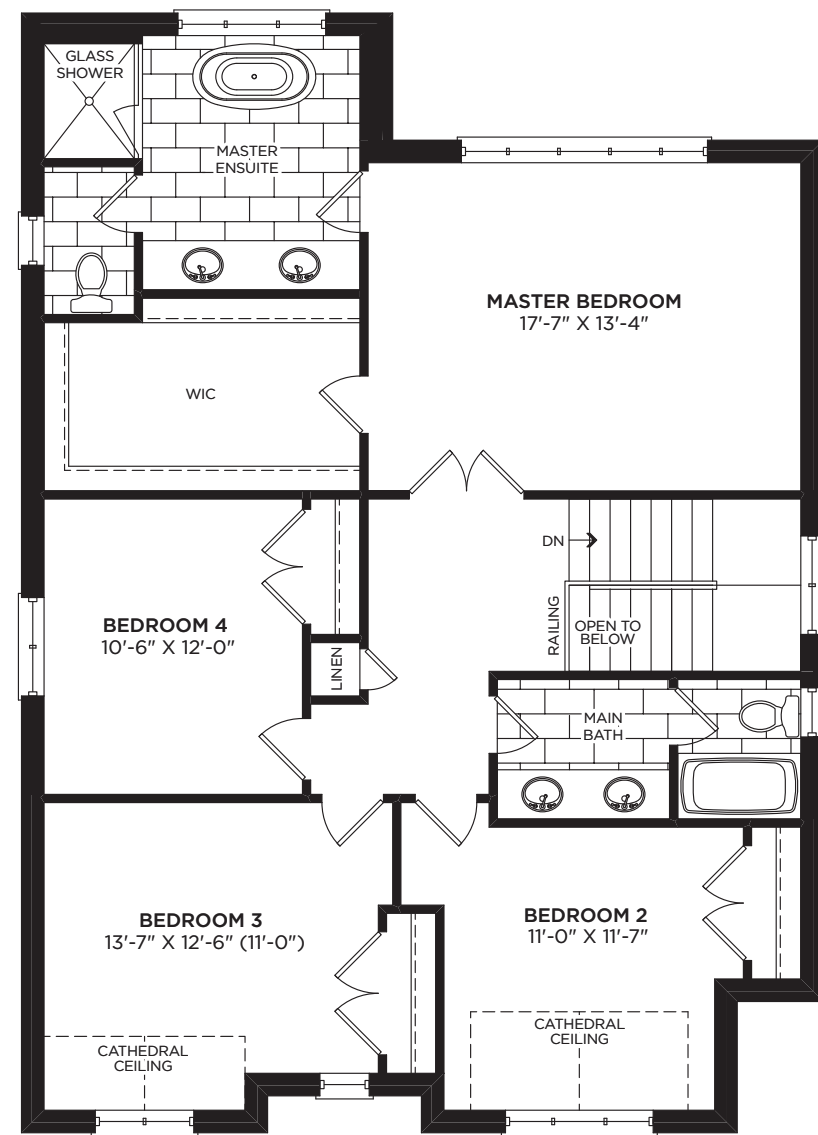 GLASS
SHOWER
MASTER
ENSUITE
MASTER BEDROOM
17'-7" X 13'-4"
WIC
DN
RAILING
OPEN TO
BELOW
BEDROOM 4
10'-6" X 12'-0"
LINEN
MAIN
BATH
BEDROOM 3
13'-7" X 12'-6" (11'-0")
BEDROOM 2
11'-0" X 11'-7"
CATHEDRAL
CEILING
CATHEDRAL
CEILING